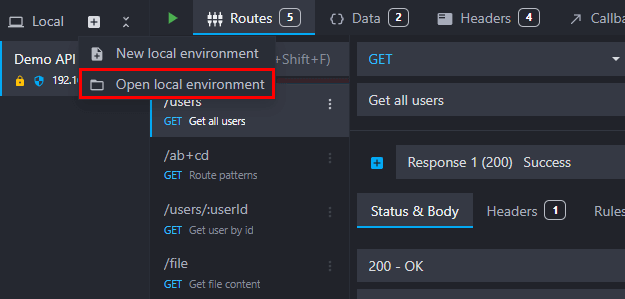 Local
Routes 5
Data 2
Headers 4
Callba
New local environment
Open local environment
Demo API
192.1
+Shift+F)
/users
GET Get all users
/ab+cd
GET Route patterns
/users/:userId
GET Get user by id
/file
GET Get file content
GET
Get all users
Response 1 (200) Success
Status & Body
Headers 1
Rules
200 - OK